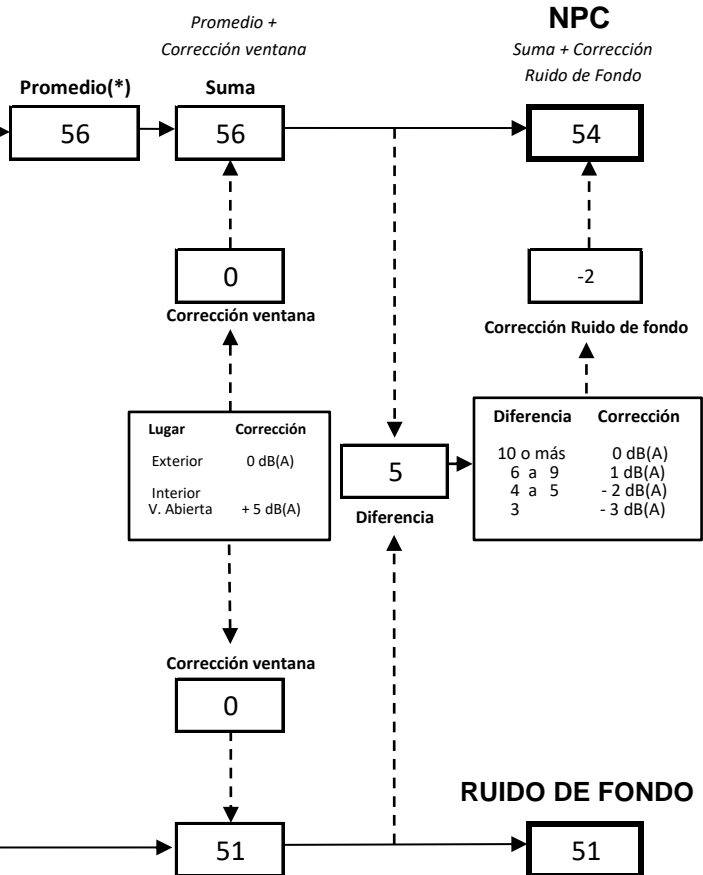 Promedio +
Corrección ventana
NPC
Suma + Corrección
Ruido de Fondo
Promedio(*)
Suma
56
56
54
0
-2
Corrección ventana
Corrección Ruido de fondo
Lugar Corrección
Exterior 0 dB(A)
Interior
V. Abierta + 5 dB(A)
5
Diferencia
Diferencia Corrección
10 o más 0 dB(A)
6 a 9 1 dB(A)
4 a 5 - 2 dB(A)
3 - 3 dB(A)
Corrección ventana
0
RUIDO DE FONDO
51
51